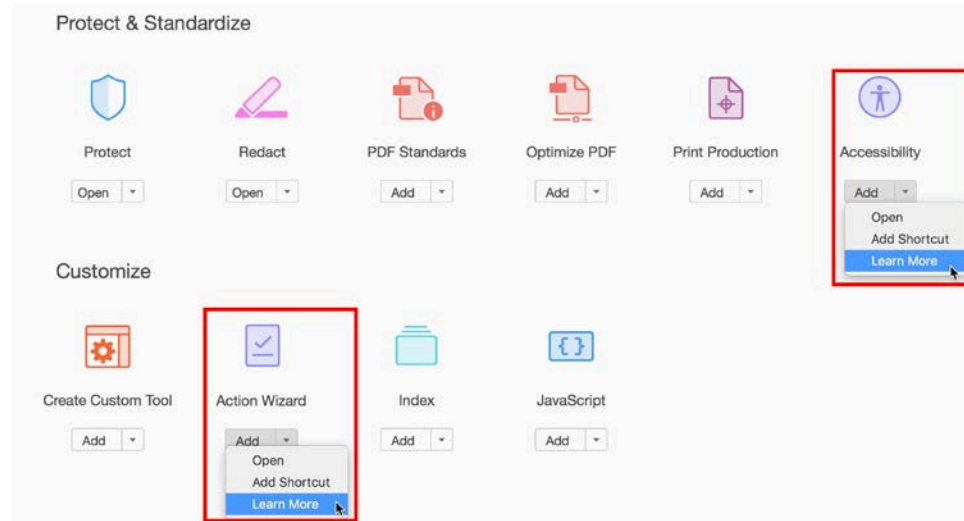 Protect & Standardize
Protect
Redact
PDF Standards
Optimize PDF
Print Production
Accessibility
Open
Open
Add
Add
Add
Add
Open
Add Shortcut
Learn More
Customize
Create Custom Tool
Action Wizard
Index
JavaScript
Add
Add
Add
Add
Open
Add Shortcut
Learn More